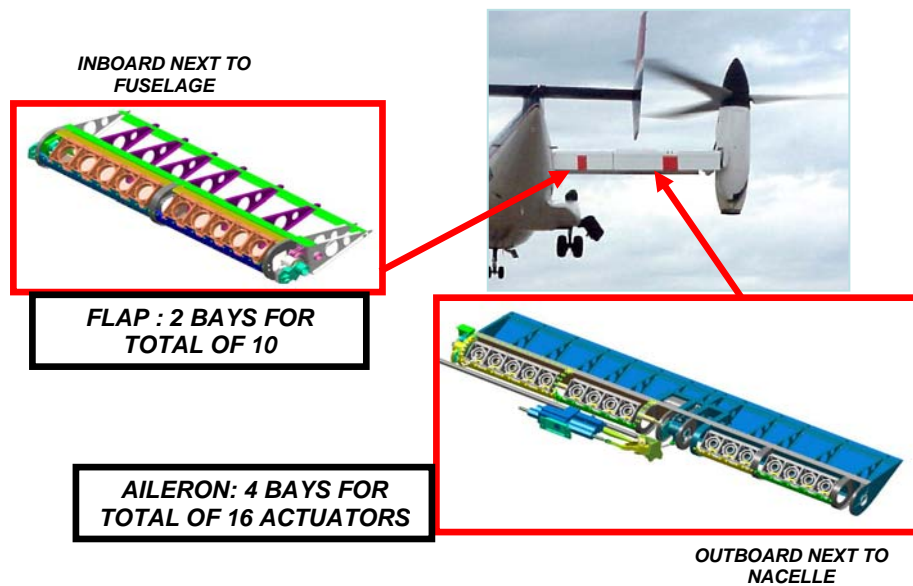 INBOARD NEXT TO
FUSELAGE
FLAP : 2 BAYS FOR
TOTAL OF 10
AILERON: 4 BAYS FOR
TOTAL OF 16 ACTUATORS
OUTBOARD NEXT TO
NACELLE